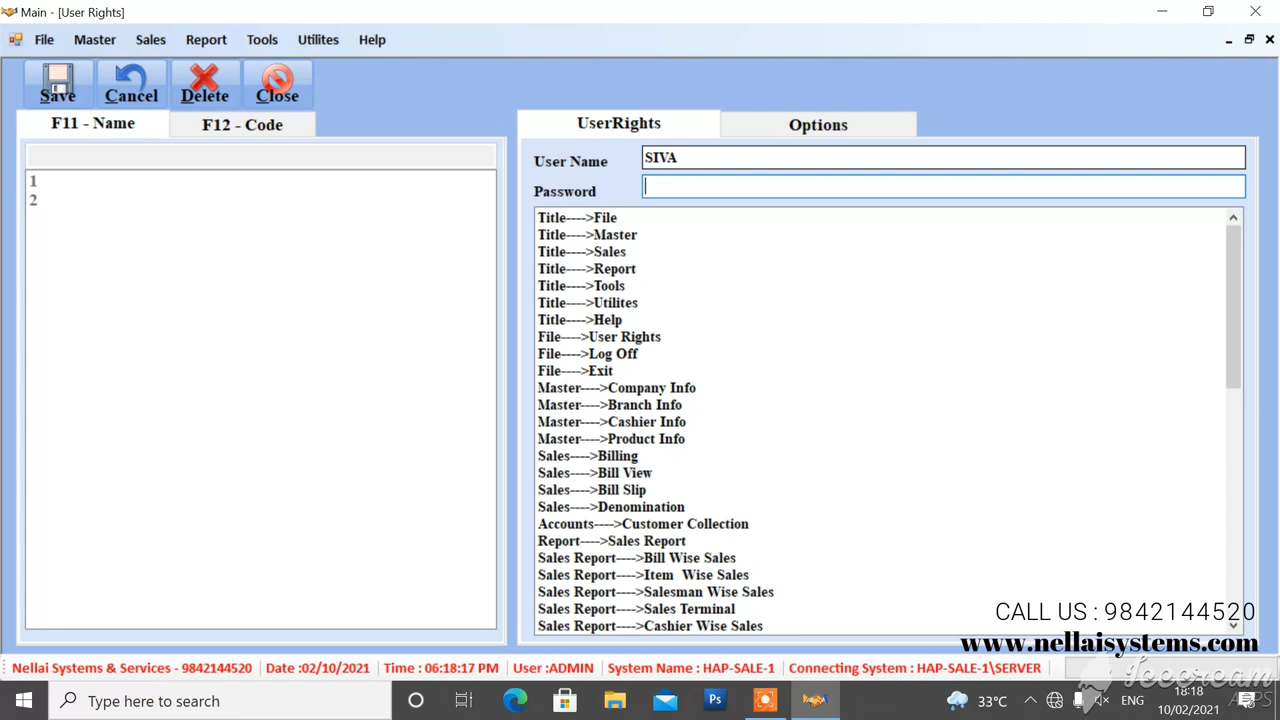 Main - [User Rights]
File Master Sales Report Tools Utilites Help
Save Cancel Delete Close
F11 - Name F12 - Code
1
2
UserRights Options
User Name SIVA
Password
Title---->File
Title---->Master
Title---->Sales
Title---->Report
Title---->Tools
Title---->Utilites
Title---->Help
File---->User Rights
File---->Log Off
File---->Exit
Master---->Company Info
Master---->Branch Info
Master---->Cashier Info
Master---->Product Info
Sales---->Billing
Sales---->Bill View
Sales---->Bill Slip
Sales---->Denomination
Accounts---->Customer Collection
Report---->Sales Report
Sales Report---->Bill Wise Sales
Sales Report---->Item  Wise Sales
Sales Report---->Salesman Wise Sales
Sales Report---->Sales Terminal
Sales Report---->Cashier Wise Sales
CALL US : 9842144520
www.nellaisystems.com
Nellai Systems & Services - 9842144520 Date :02/10/2021 Time : 06:18:17 PM User :ADMIN System Name : HAP-SALE-1 Connecting System : HAP-SALE-1\SERVER
Type here to search
Ps
33°C
ENG
18:18
10/02/2021
APPS